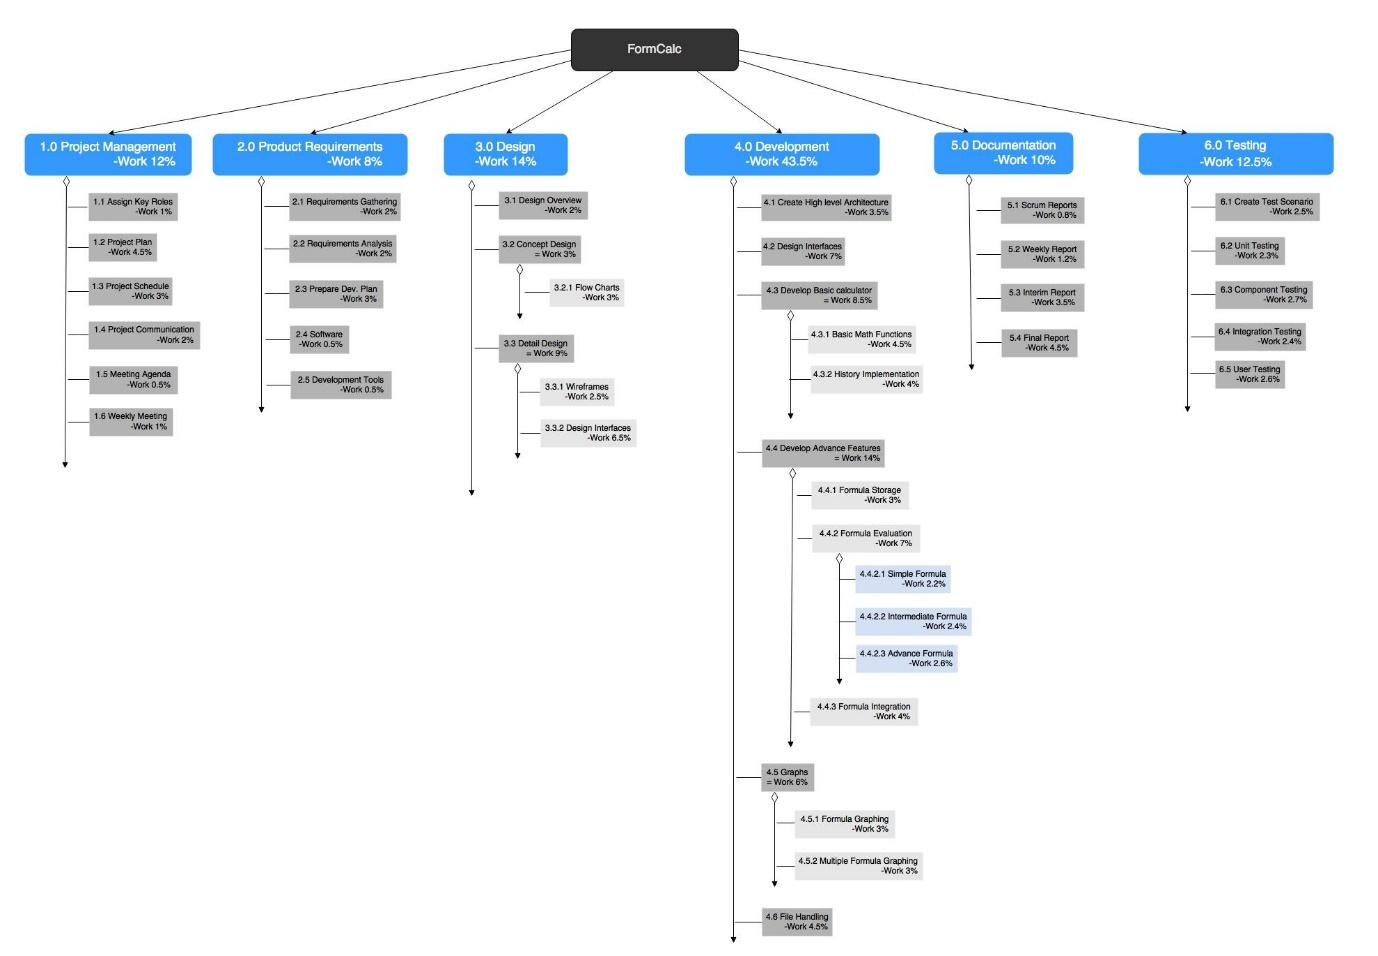 FormCalc
1.0 Project Management
-Work 12%
1.1 Assign Key Roles
-Work 1%
1.2 Project Plan
-Work 4.5%
1.3 Project Schedule
-Work 3%
1.4 Project Communication
-Work 2%
1.5 Meeting Agenda
-Work 0.5%
1.6 Weekly Meeting
-Work 1%
2.0 Product Requirements
-Work 8%
2.1 Requirements Gathering
-Work 2%
2.2 Requirements Analysis
-Work 2%
2.3 Prepare Dev. Plan
-Work 3%
2.4 Software
-Work 0.5%
2.5 Development Tools
-Work 0.5%
3.0 Design
-Work 14%
3.1 Design Overview
-Work 2%
3.2 Concept Design
= Work 3%
3.2.1 Flow Charts
-Work 3%
3.3 Detail Design
= Work 9%
3.3.1 Wireframes
-Work 2.5%
3.3.2 Design Interfaces
-Work 6.5%
4.0 Development
-Work 43.5%
4.1 Create High level Architecture
-Work 3.5%
4.2 Design Interfaces
-Work 7%
4.3 Develop Basic calculator
= Work 8.5%
4.3.1 Basic Math Functions
-Work 4.5%
4.3.2 History Implementation
-Work 4%
4.4 Develop Advance Features
= Work 14%
4.4.1 Formula Storage
-Work 3%
4.4.2 Formula Evaluation
-Work 7%
4.4.2.1 Simple Formula
-Work 2.2%
4.4.2.2 Intermediate Formula
-Work 2.4%
4.4.2.3 Advance Formula
-Work 2.6%
4.4.3 Formula Integration
-Work 4%
4.5 Graphs
= Work 6%
4.5.1 Formula Graphing
-Work 3%
4.5.2 Multiple Formula Graphing
-Work 3%
4.6 File Handling
-Work 4.5%
5.0 Documentation
-Work 10%
5.1 Scrum Reports
-Work 0.8%
5.2 Weekly Report
-Work 1.2%
5.3 Interim Report
-Work 3.5%
5.4 Final Report
-Work 4.5%
6.0 Testing
-Work 12.5%
6.1 Create Test Scenario
-Work 2.5%
6.2 Unit Testing
-Work 2.3%
6.3 Component Testing
-Work 2.7%
6.4 Integration Testing
-Work 2.4%
6.5 User Testing
-Work 2.6%